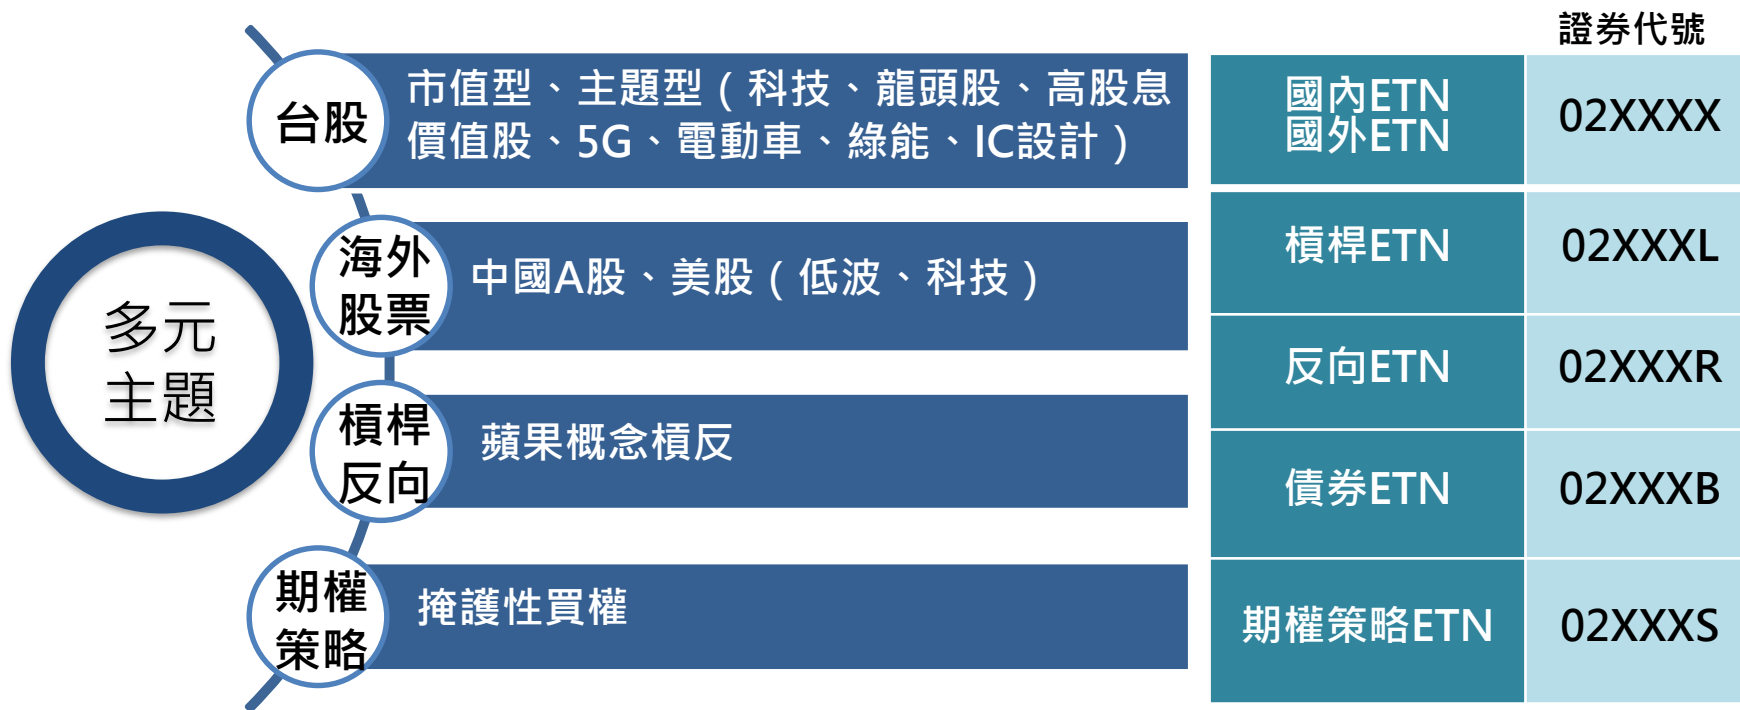 多元
主題
台股
市值型、主題型（科技、龍頭股、高股息
價值股、5G、電動車、綠能、IC設計）
海外
股票
中國A股、美股（低波、科技）
槓桿
反向
蘋果概念槓反
期權
策略
掩護性買權
證券代號
國內ETN
國外ETN
02XXXX
槓桿ETN
02XXXL
反向ETN
02XXXR
債券ETN
02XXXB
期權策略ETN
02XXXS